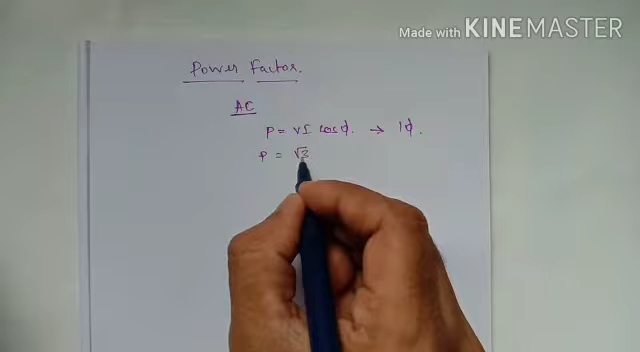 Made with KINEMASTER
Power Factor.
AC
P = VI cosϕ. → 1ϕ.
P = √3